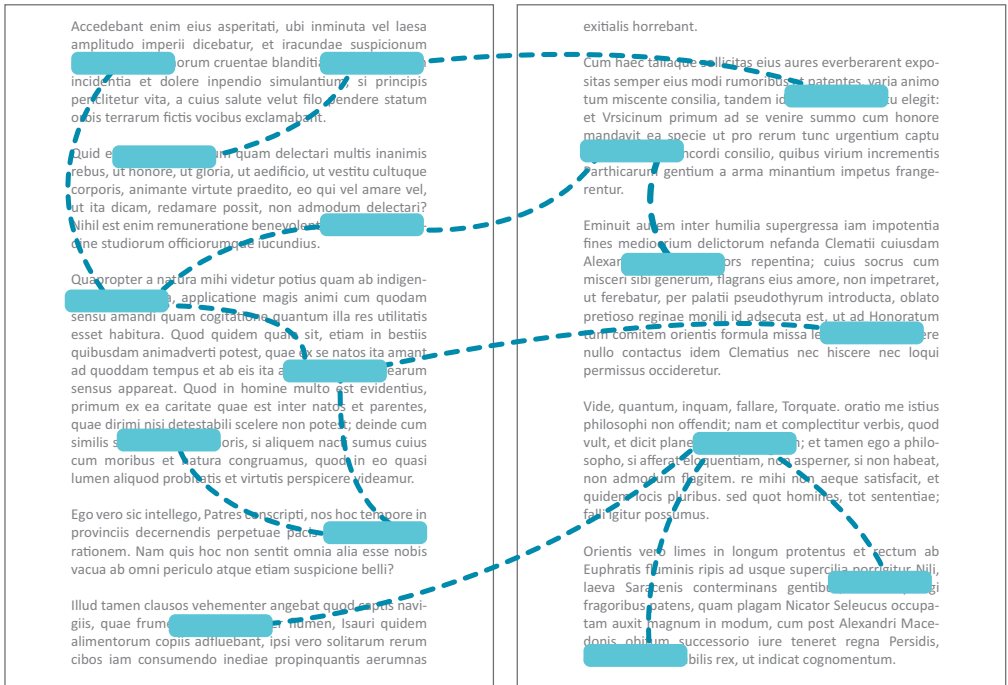 Accedebant enim eius asperitati, ubi inminuta vel laesa
amplitudo imperii dicebatur, et iracundae suspicionum
orum cruentae blanditi
incidentia et dolere inpendio simulantium, si principis
periclitetur vita, a cuius salute velut filo pendere statum
orbis terrarum fictis vocibus exclamabant.
Quid e m quam delectari multis inanimis
rebus, ut honore, ut gloria, ut aedificio, ut vestitu cultuque
corporis, animante virtute praedito, eo qui vel amare vel,
ut ita dicam, redamare possit, non admodum delectari?
Nihil est enim remuneratione benevolent -
dine studiorum officiorumque iucundius.
Quapropter a natura mihi videtur potius quam ab indigen-
, applicatione magis animi cum quodam
sensu amandi quam cogitatione quantum illa res utilitatis
esset habitura. Quod quidem quale sit, etiam in bestiis
quibusdam animadverti potest, quae ex se natos ita amant
ad quoddam tempus et ab eis ita a earum
sensus appareat. Quod in homine multo est evidentius,
primum ex ea caritate quae est inter natos et parentes,
quae dirimi nisi detestabili scelere non potest; deinde cum
similis s oris, si aliquem nacti sumus cuius
cum moribus et natura congruamus, quod in eo quasi
lumen aliquod probitatis et virtutis perspicere videamur.
Ego vero sic intellego, Patres conscripti, nos hoc tempore in
provinciis decernendis perpetuae pacis
rationem. Nam quis hoc non sentit omnia alia esse nobis
vacua ab omni periculo atque etiam suspicione belli?
Illud tamen clausos vehementer angebat quod captis navi-
giis, quae frume er flumen, Isauri quidem
alimentorum copiis adfluebant, ipsi vero solitarum rerum
cibos iam consumendo inediae propinquantis aerumnas
exitialis horrebant.
Cum haec taliaque sollicitas eius aures everberarent expo-
sitas semper eius modi rumoribus et patentes, varia animo
tum miscente consilia, tandem id tu elegit:
et Vrsicinum primum ad se venire summo cum honore
mandavit ea specie ut pro rerum tunc urgentium captu
ncordi consilio, quibus virium incrementis
Parthicarum gentium a arma minantium impetus frange-
rentur.
Eminuit autem inter humilia supergressa iam impotentia
fines mediocrium delictorum nefanda Clematii cuiusdam
Alexan ors repentina; cuius socrus cum
misceri sibi generum, flagrans eius amore, non impetraret,
ut ferebatur, per palatii pseudothyrum introducta, oblato
pretioso reginae monili id adsecuta est, ut ad Honoratum
tum comitem orientis formula missa le ere
nullo contactus idem Clematius nec hiscere nec loqui
permissus occideretur.
Vide, quantum, inquam, fallare, Torquate. oratio me istius
philosophi non offendit; nam et complectitur verbis, quod
vult, et dicit plane ; et tamen ego a philo-
sopho, si afferat eloquentiam, non asperner, si non habeat,
non admodum flagitem. re mihi non aeque satisfacit, et
quidem locis pluribus. sed quot homines, tot sententiae;
falli igitur possumus.
Orientis vero limes in longum protentus et rectum ab
Euphratis fluminis ripis ad usque supercilia porrigitur Nili,
laeva Saracenis conterminans gentibu gi
fragoribus patens, quam plagam Nicator Seleucus occupa-
tam auxit magnum in modum, cum post Alexandri Mace-
donis obitum successorio iure teneret regna Persidis,
bilis rex, ut indicat cognomentum.